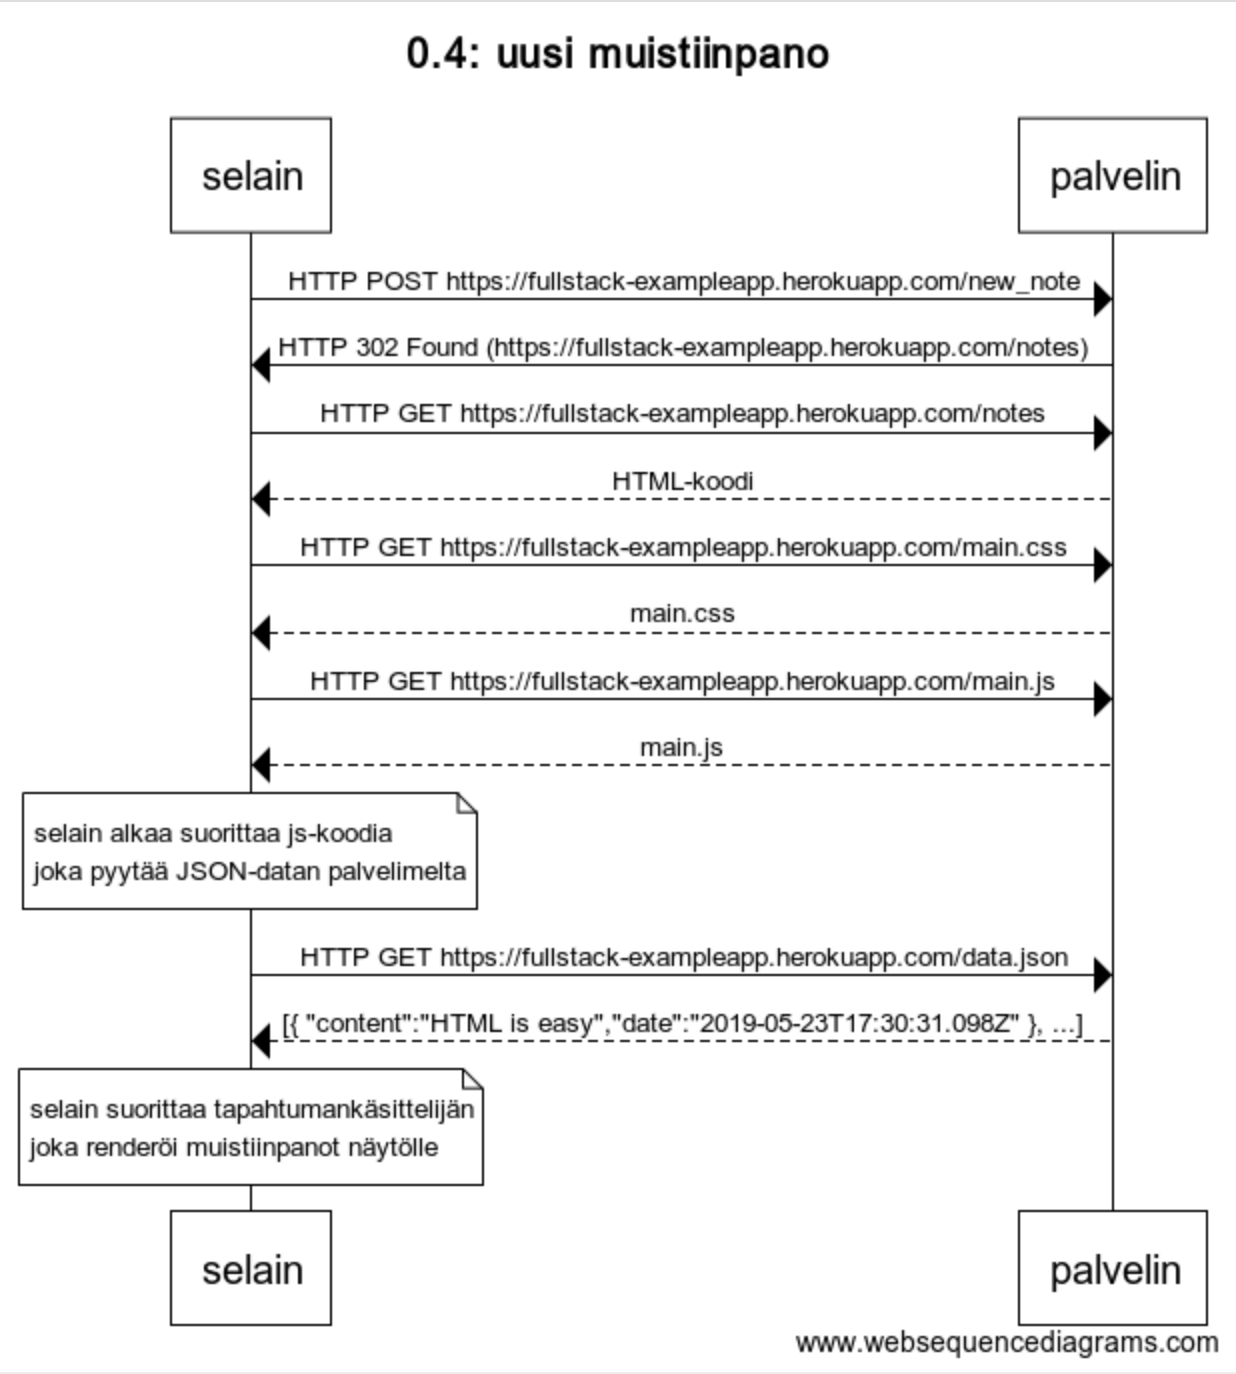 0.4: uusi muistiinpano
selain
palvelin
HTTP POST https://fullstack-exampleapp.herokuapp.com/new_note
HTTP 302 Found (https://fullstack-exampleapp.herokuapp.com/notes)
HTTP GET https://fullstack-exampleapp.herokuapp.com/notes
HTML-koodi
HTTP GET https://fullstack-exampleapp.herokuapp.com/main.css
main.css
HTTP GET https://fullstack-exampleapp.herokuapp.com/main.js
main.js
selain alkaa suorittaa js-koodia
joka pyytää JSON-datan palvelimelta
HTTP GET https://fullstack-exampleapp.herokuapp.com/data.json
[{ "content":"HTML is easy","date":"2019-05-23T17:30:31.098Z" }, ...]
selain suorittaa tapahtumankäsittelijän
joka renderöi muistiinpanot näytölle
selain
palvelin
www.websequencediagrams.com